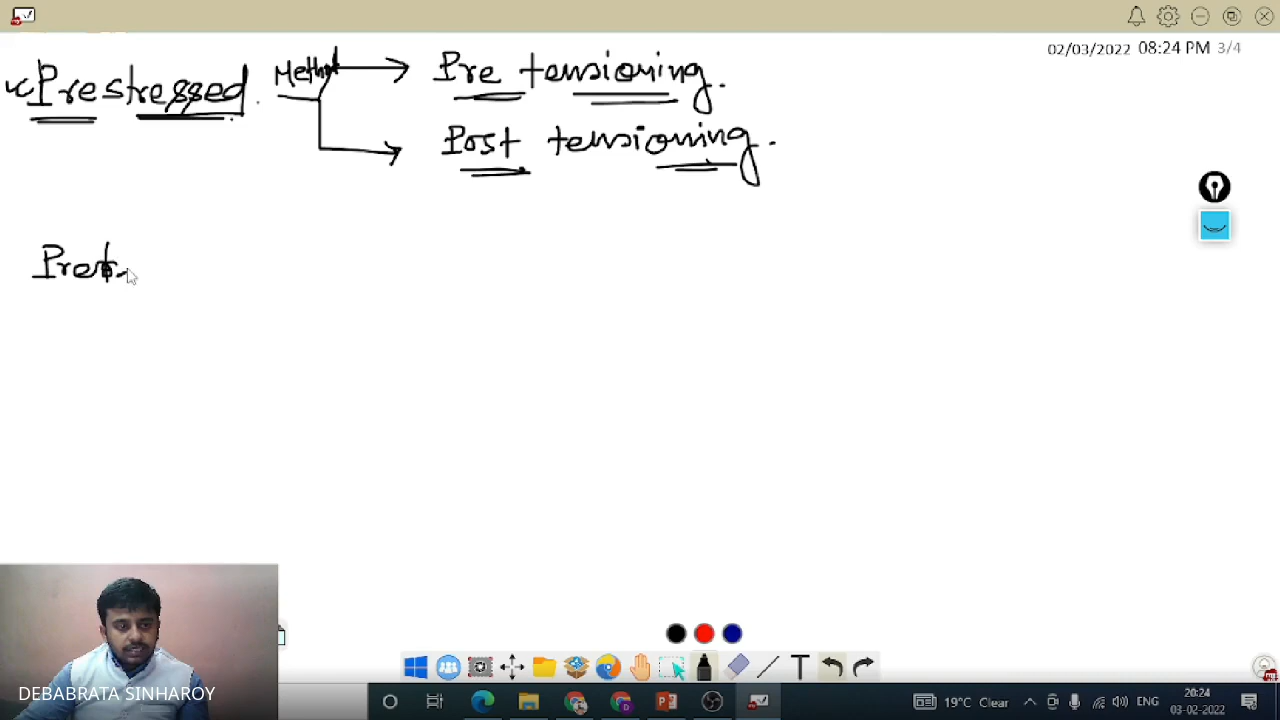 02/03/2022 08:24 PM 3/4
Prestressed. Method → Pre tensioning.
→ Post tensioning.
DEBABRATA SINHAROY
T
19°C Clear
ENG
20:24
03-02-2022